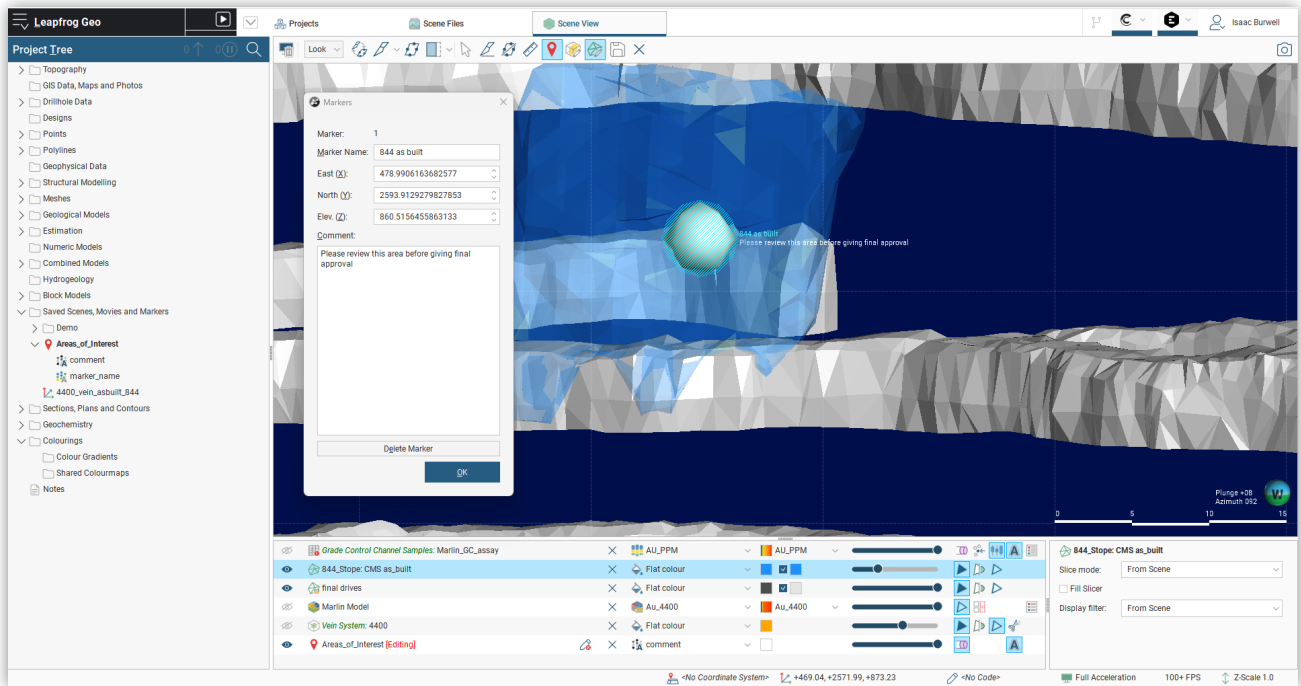 Leapfrog Geo
Projects
Scene Files
Scene View
Isaac Burwell
Project Tree
0
0
Look
Topography
GIS Data, Maps and Photos
Drillhole Data
Designs
Points
Polylines
Geophysical Data
Structural Modelling
Meshes
Geological Models
Estimation
Numeric Models
Combined Models
Hydrogeology
Block Models
Saved Scenes, Movies and Markers
Demo
Areas_of_Interest
comment
marker_name
4400_vein_asbuilt_844
Sections, Plans and Contours
Geochemistry
Colourings
Colour Gradients
Shared Colourmaps
Notes
Markers
Marker: 1
Marker Name: 844 as built
East (X): 478.9906163682577
North (Y): 2593.9129279827853
Elev. (Z): 860.5156455863133
Comment:
Please review this area before giving final
approval
Delete Marker
OK
844 as built
Please review this area before giving final approval
Plunge +08
Azimuth 092
W
0 5 10 15
Grade Control Channel Samples: Marlin_GC_assay AU_PPM AU_PPM A
844_Stope: CMS as_built Flat colour
final drives Flat colour
Marlin Model Au_4400 Au_4400
Vein System: 4400 Flat colour
Areas_of_Interest [Editing] comment A
844_Stope: CMS as_built
Slice mode: From Scene
Fill Slicer
Display filter: From Scene
<No Coordinate System> +469.04, +2571.99, +873.23 <No Code> Full Acceleration 100+ FPS Z-Scale 1.0